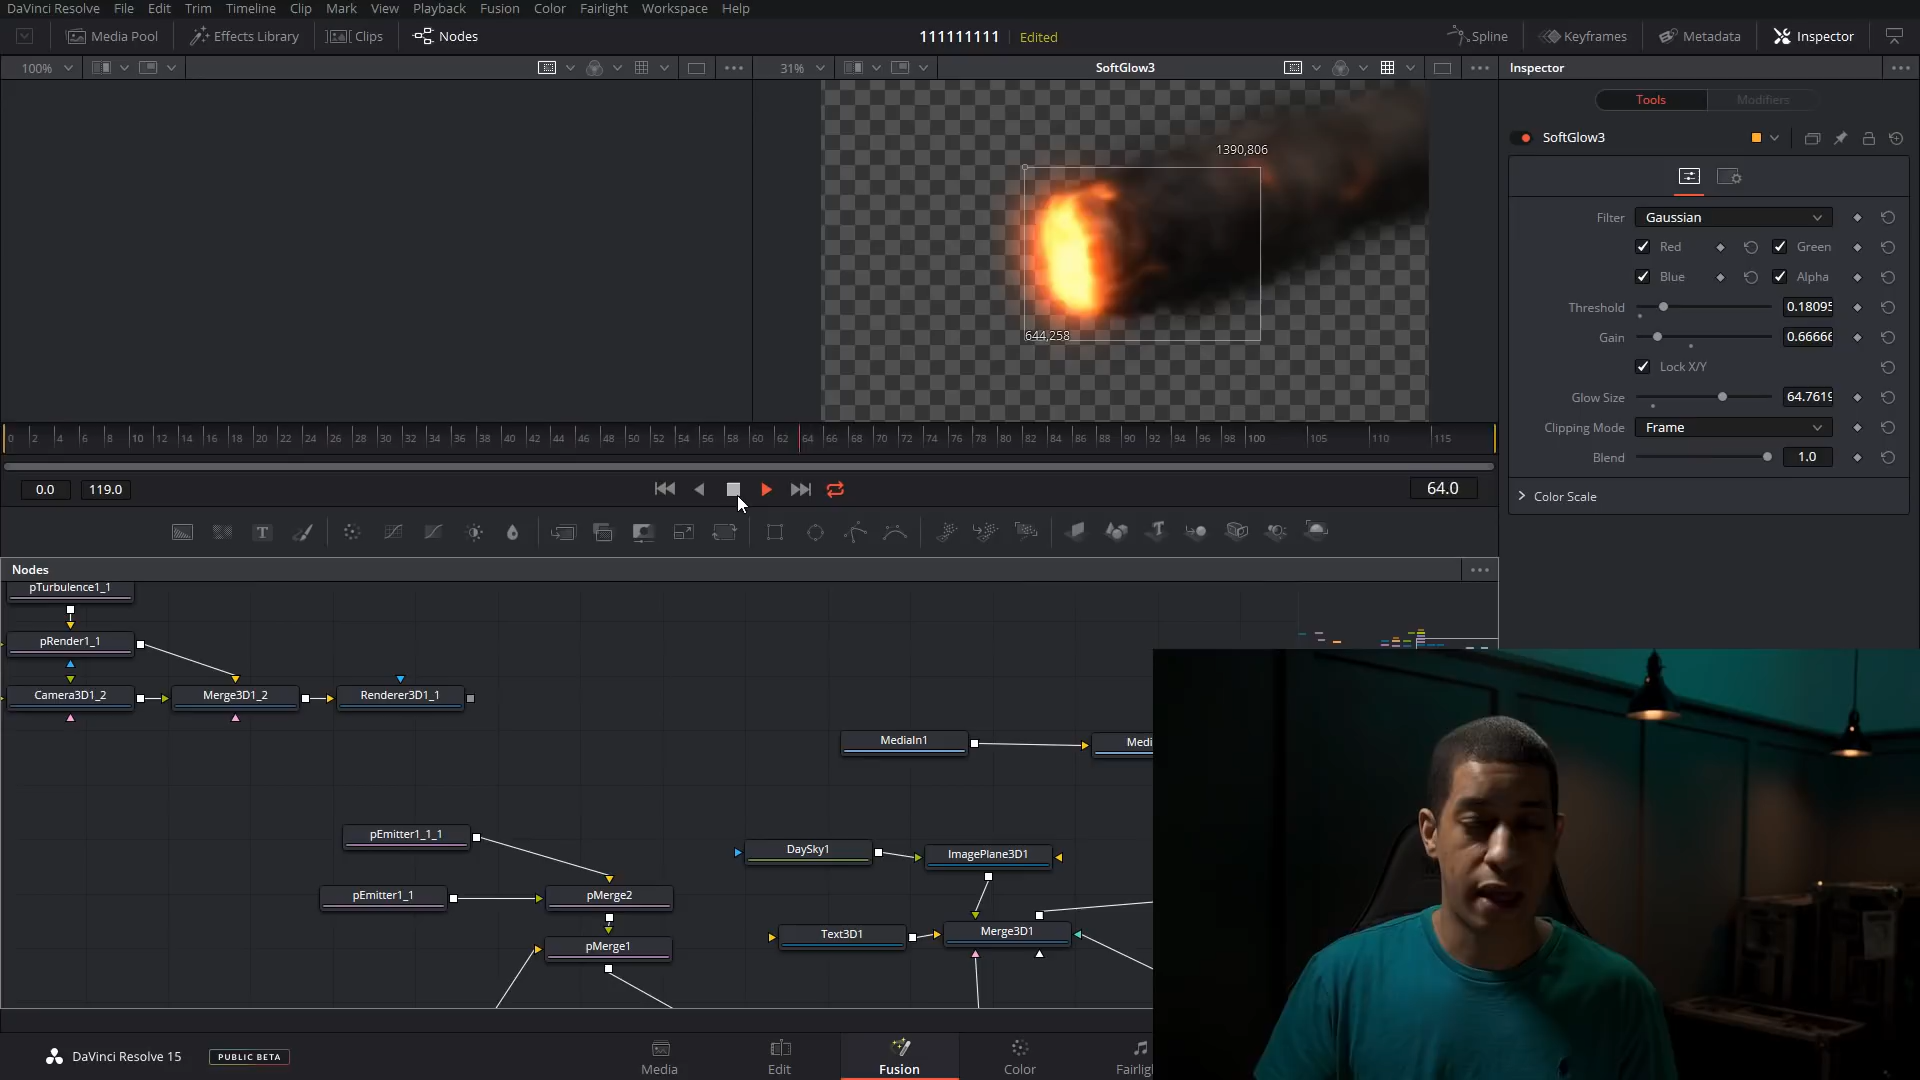 DaVinci Resolve File Edit Trim Timeline Clip Mark View Playback Fusion Color Fairlight Workspace Help
Media Pool Effects Library Clips Nodes 111111111 Edited Spline Keyframes Metadata Inspector
100% 31% SoftGlow3 Inspector
Tools Modifiers
SoftGlow3
1390,806
644,258
Filter Gaussian
Red Green
Blue Alpha
Threshold 0.18095
Gain 0.66666
Lock X/Y
Glow Size 64.7619
Clipping Mode Frame
Blend 1.0
Color Scale
0 2 4 6 8 10 12 14 16 18 20 22 24 26 28 30 32 34 36 38 40 42 44 46 48 50 52 54 56 58 60 62 64 66 68 70 72 74 76 78 80 82 84 86 88 90 92 94 96 98 100 105 110 115
0.0 119.0 64.0
Nodes
pTurbulence1_1
pRender1_1
Camera3D1_2 Merge3D1_2 Renderer3D1_1
MediaIn1 Medi
pEmitter1_1_1
DaySky1 ImagePlane3D1
pEmitter1_1 pMerge2
Text3D1 Merge3D1
pMerge1
DaVinci Resolve 15 PUBLIC BETA
Media Edit Fusion Color Fairligh